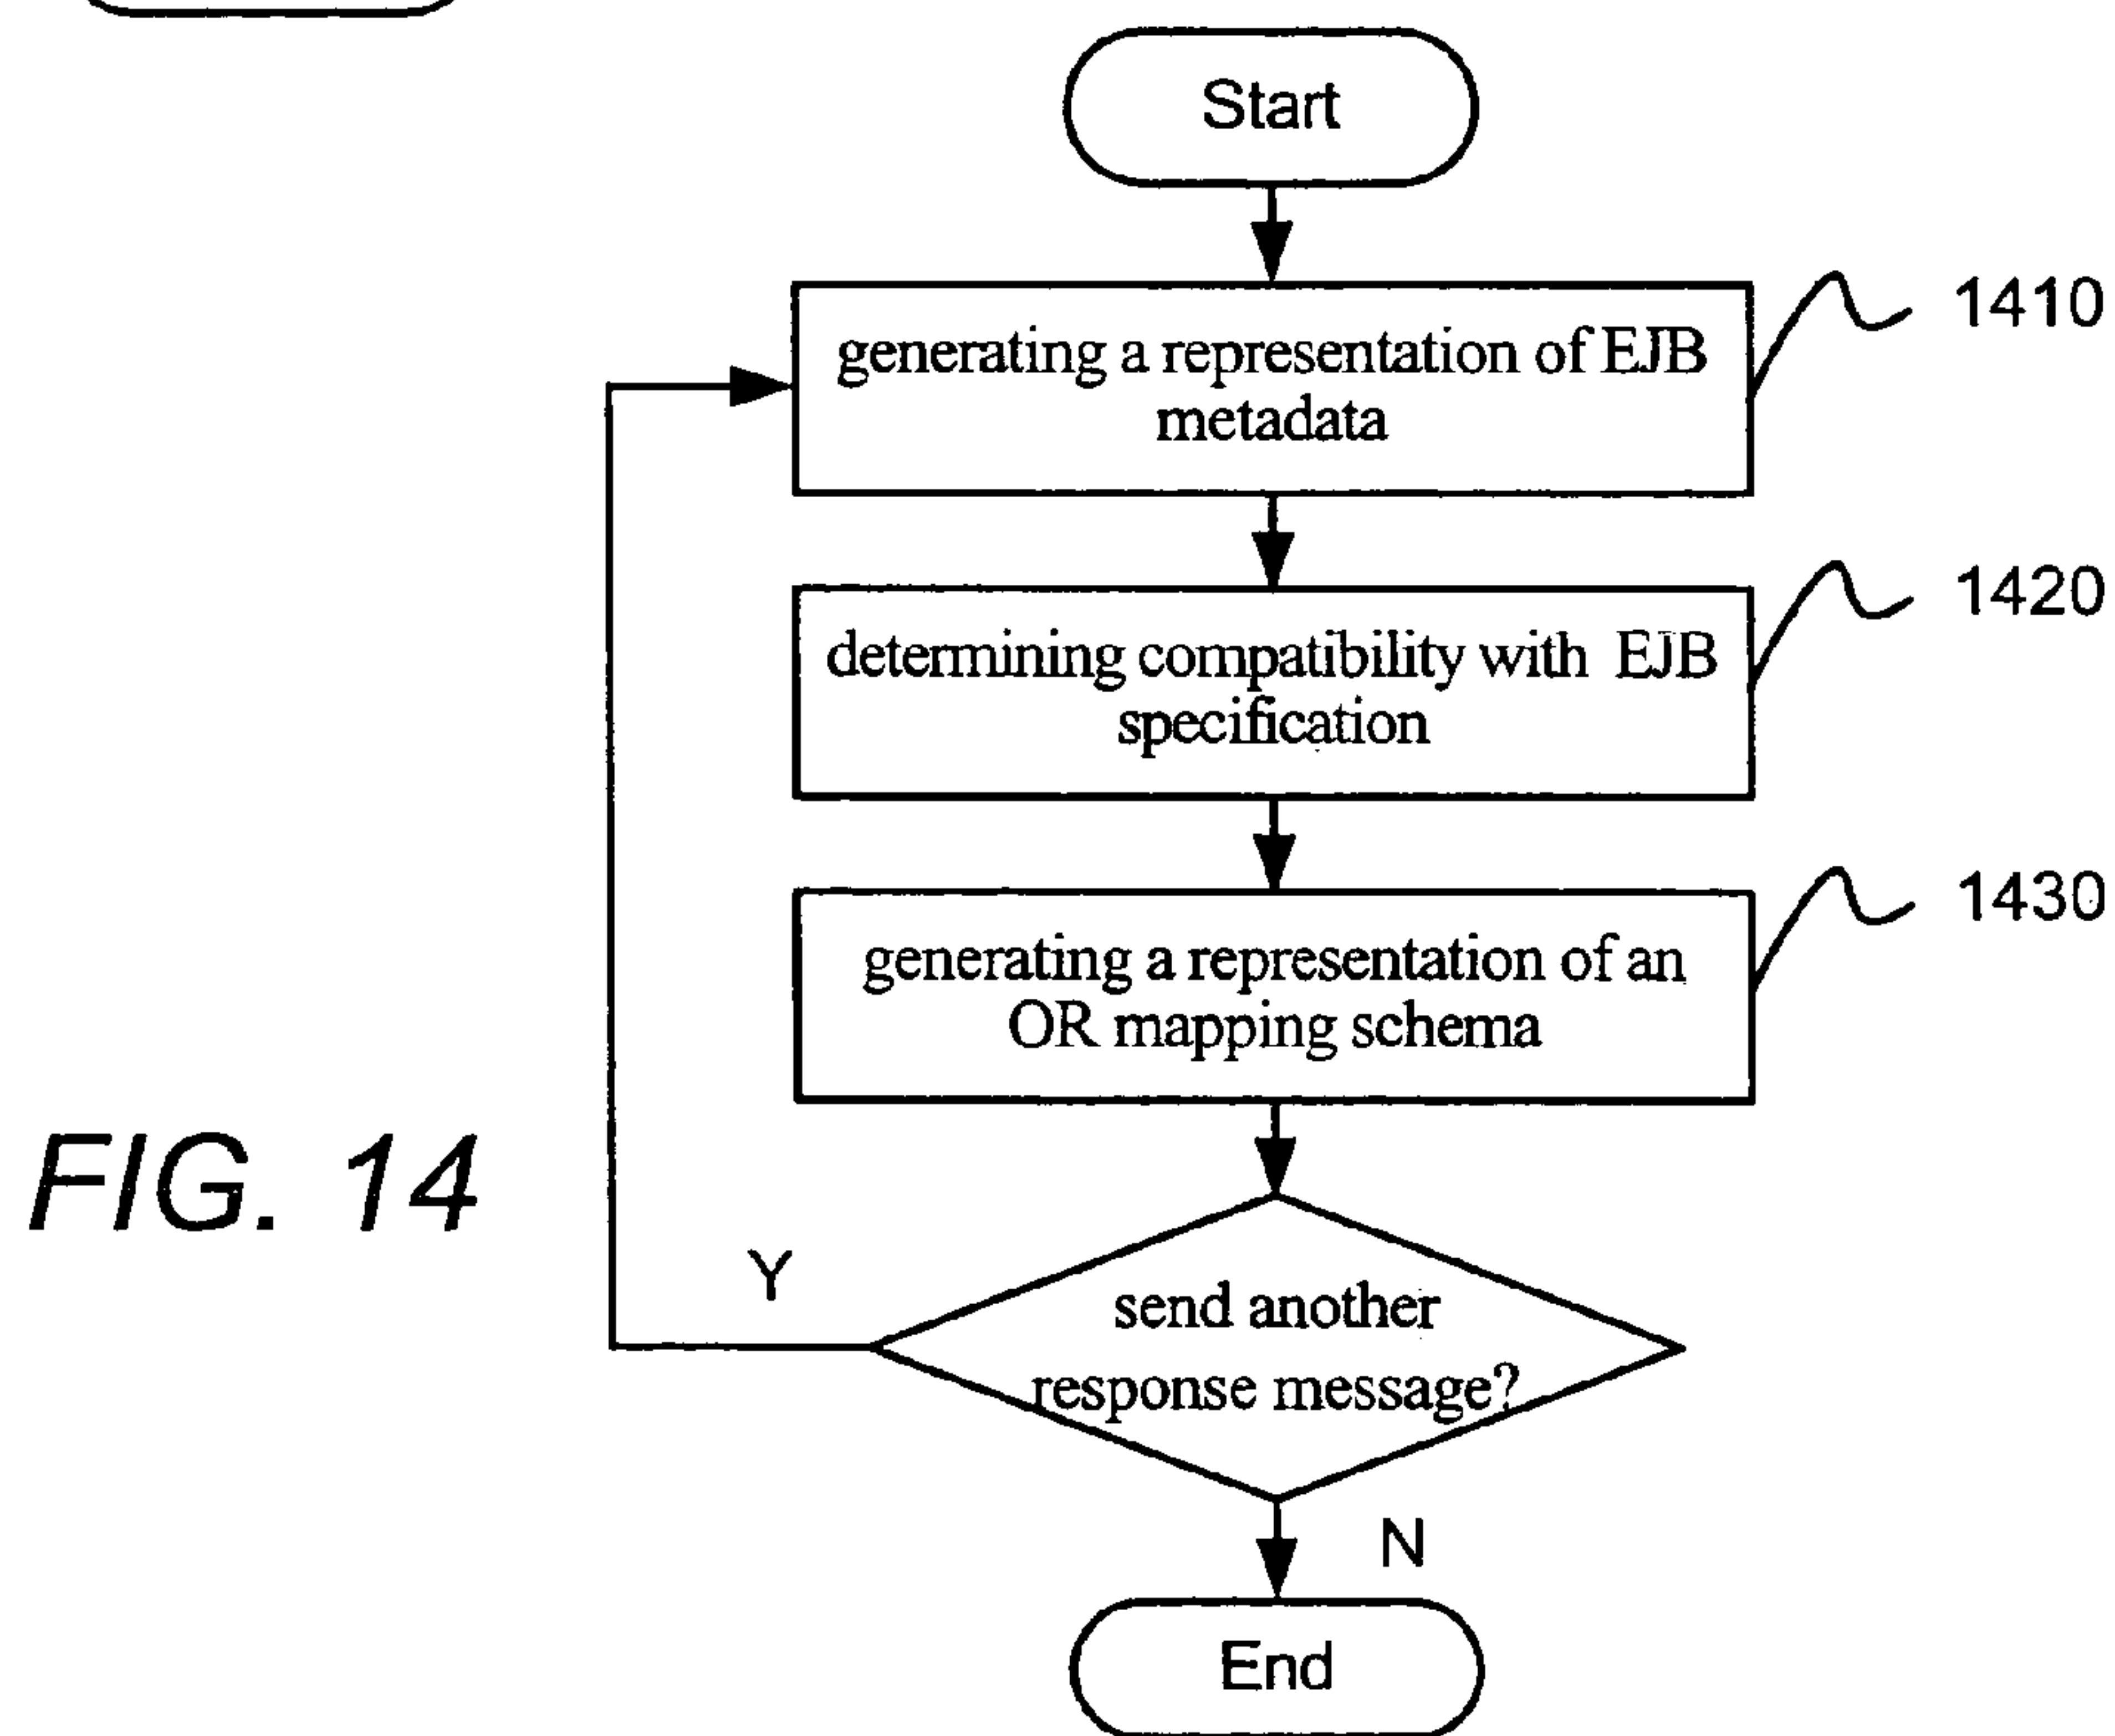 Start
1410
generating a representation of EJB
metadata
1420
determining compatibility with EJB
specification
1430
generating a representation of an
OR mapping schema
FIG. 14
Y
send another
response message?
N
End